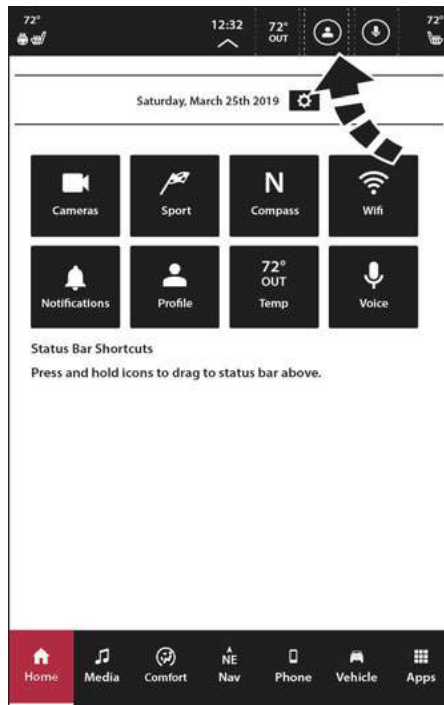 72°
12:32
72°
OUT
72°
Saturday, March 25th 2019
Cameras
Sport
N
Compass
Wifi
Notifications
Profile
72°
OUT
Temp
Voice
Status Bar Shortcuts
Press and hold icons to drag to status bar above.
Home
Media
Comfort
NE
Nav
Phone
Vehicle
Apps